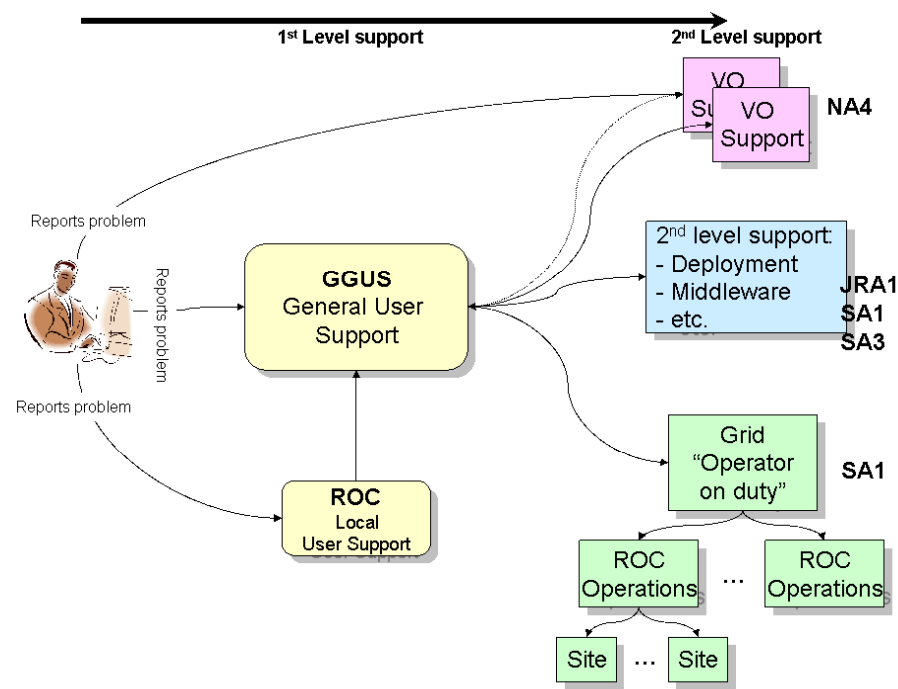 1st Level support
2nd Level support
VO
Su
VO
Support
NA4
Reports problem
Reports problem
Reports problem
GGUS
General User
Support
2nd level support:
- Deployment
- Middleware
- etc.
JRA1
SA1
SA3
ROC
Local
User Support
Grid
“Operator
on duty”
SA1
ROC
Operations
...
ROC
Operations
Site
...
Site